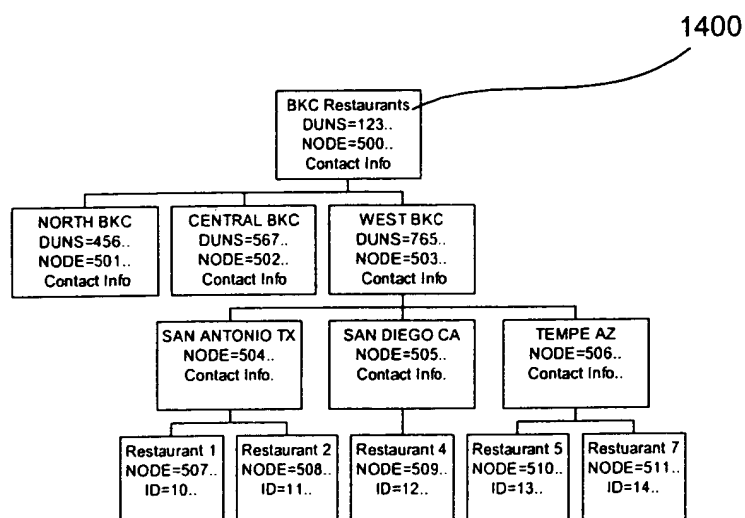 1400
BKC Restaurants
DUNS=123..
NODE=500..
Contact Info
NORTH BKC
DUNS=456..
NODE=501..
Contact Info
CENTRAL BKC
DUNS=567..
NODE=502..
Contact Info
WEST BKC
DUNS=765..
NODE=503..
Contact Info
SAN ANTONIO TX
NODE=504..
Contact Info.
SAN DIEGO CA
NODE=505..
Contact Info.
TEMPE AZ
NODE=506..
Contact Info..
Restaurant 1
NODE=507..
ID=10..
Restaurant 2
NODE=508..
ID=11..
Restaurant 4
NODE=509..
ID=12..
Restaurant 5
NODE=510..
ID=13..
Restuarant 7
NODE=511..
ID=14..